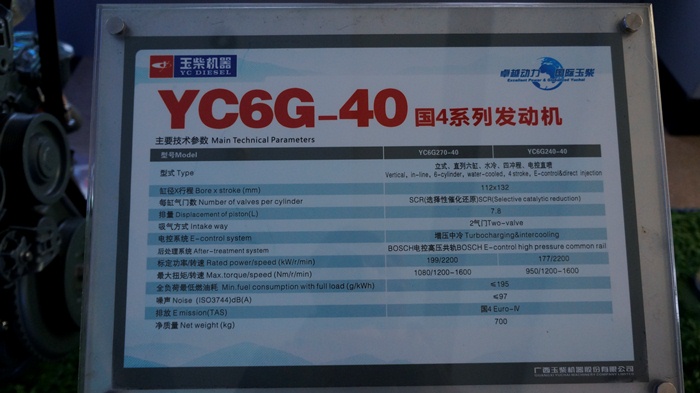 玉柴机器
YC DIESEL
卓越动力 国际玉柴
Excellent Power & International Yuchai
YC6G-40 国4系列发动机
主要技术参数 Main Technical Parameters
型号Model YC6G270-40 YC6G240-40
型式 Type 立式、直列六缸、水冷、四冲程、电控直喷
Vertical, in-line, 6-cylinder, water-cooled, 4 stroke, E-control&direct injection
缸径X行程 Bore x stroke (mm) 112x132
每缸气门数 Number of valves per cylinder SCR(选择性催化还原)SCR(Selective catalytic reduction)
排量 Displacement of piston(L) 7.8
吸气方式 Intake way 2气门Two-valve
电控系统 E-control system 增压中冷 Turbocharging&intercooling
后处理系统 After-treatment system BOSCH电控高压共轨BOSCH E-control high pressure common rail
标定功率/转速 Rated power/speed (kW/r/min) 199/2200 177/2200
最大扭矩/转速 Max.torque/speed (Nm/r/min) 1080/1200-1600 950/1200-1600
全负荷最低燃油耗 Min.fuel consumption with full load (g/kWh) ≤195
噪声 Noise (ISO3744)dB(A) ≤97
排放 Emission(TAS) 国4 Euro-IV
净质量 Net weight (kg) 700
广西玉柴机器股份有限公司